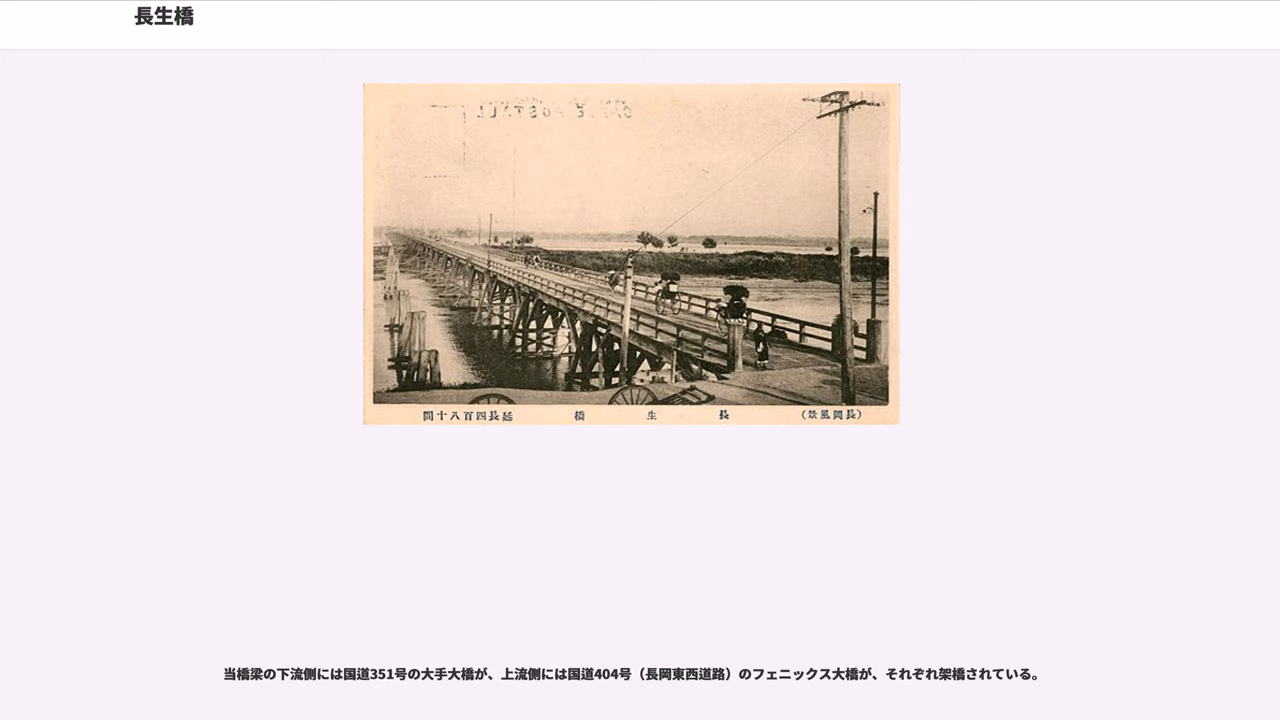 長生橋
(長岡風景)
長生橋
延長四百八十間
当橋梁の下流側には国道351号の大手大橋が、上流側には国道404号（長岡東西道路）のフェニックス大橋が、それぞれ架橋されている。